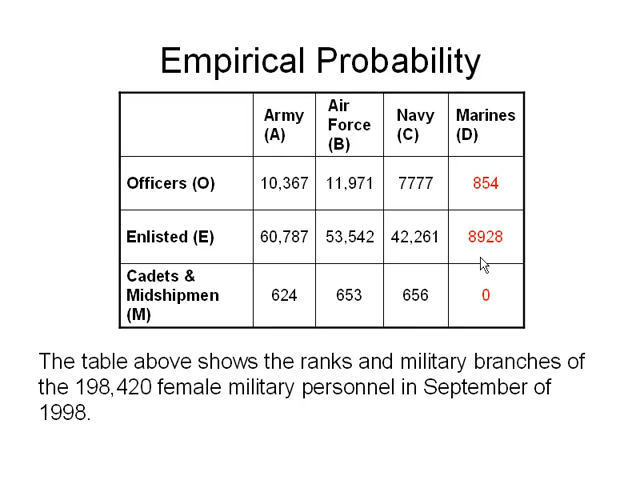 Empirical Probability
Army (A) Air Force (B) Navy (C) Marines (D)
Officers (O) 10,367 11,971 7777 854
Enlisted (E) 60,787 53,542 42,261 8928
Cadets & Midshipmen (M) 624 653 656 0
The table above shows the ranks and military branches of
the 198,420 female military personnel in September of
1998.